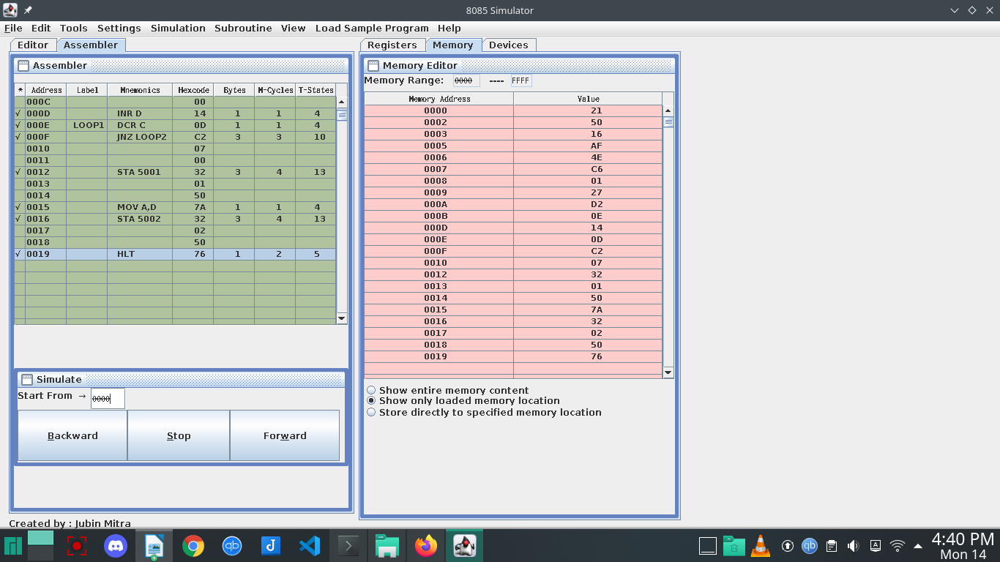 8085 Simulator
File Edit Tools Settings Simulation Subroutine View Load Sample Program Help
Editor Assembler
Assembler
* Address Label Mnemonics Hexcode Bytes M-Cycles T-States
000C 00
√ 000D INR D 14 1 1 4
√ 000E LOOP1 DCR C 0D 1 1 4
√ 000F JNZ LOOP2 C2 3 3 10
0010 07
0011 00
√ 0012 STA 5001 32 3 4 13
0013 01
0014 50
√ 0015 MOV A,D 7A 1 1 4
√ 0016 STA 5002 32 3 4 13
0017 02
0018 50
√ 0019 HLT 76 1 2 5
Simulate
Start From → 0000
Backward Stop Forward
Created by : Jubin Mitra
Registers Memory Devices
Memory Editor
Memory Range: 0000 ---- FFFF
Memory Address Value
0000 21
0002 50
0003 16
0005 AF
0006 4E
0007 C6
0008 01
0009 27
000A D2
000B 0E
000D 14
000E 0D
000F C2
0010 07
0012 32
0013 01
0014 50
0015 7A
0016 32
0017 02
0018 50
0019 76
Show entire memory content
Show only loaded memory location
Store directly to specified memory location
qb
J
qb
A
4:40 PM
Mon 14